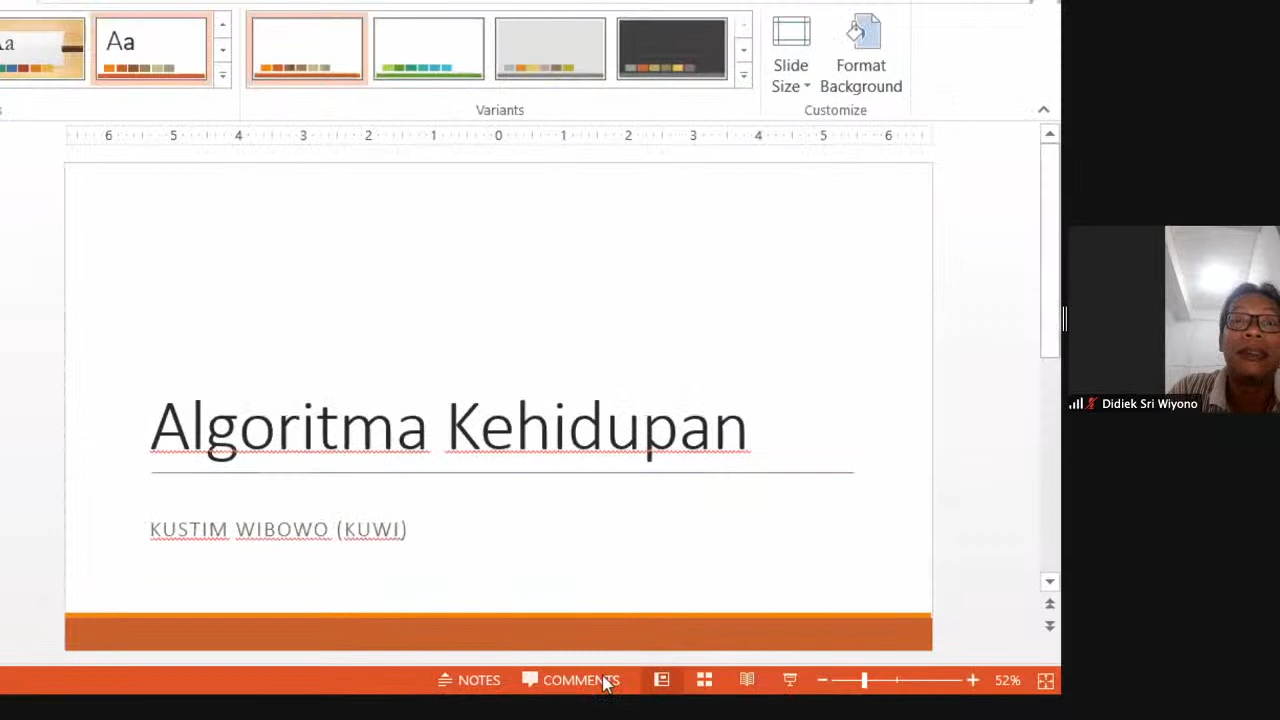 Aa
Aa
Slide
Size
Format
Background
Variants
Customize
6 5 4 3 2 1 0 1 2 3 4 5 6
Algoritma Kehidupan
KUSTIM WIBOWO (KUWI)
Didiek Sri Wiyono
NOTES
COMMENTS
52%